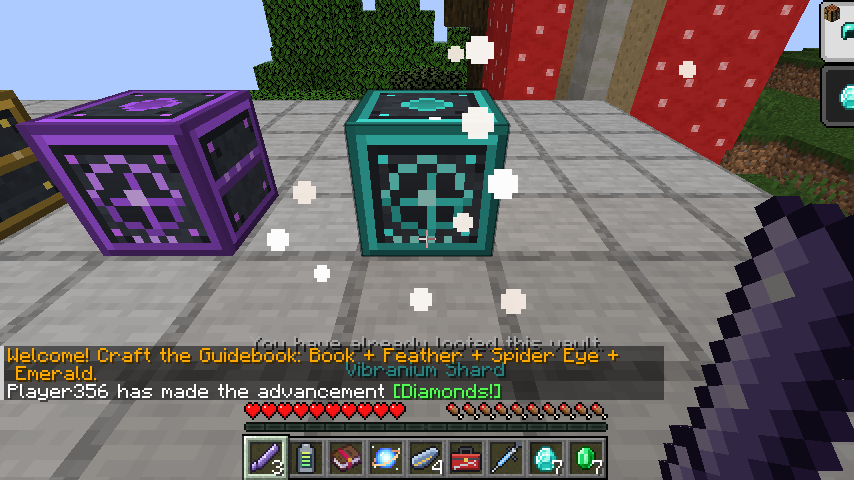 You have already looted this vault
Welcome! Craft the Guidebook: Book + Feather + Spider Eye +
Emerald.
Vibranium Shard
Player356 has made the advancement [Diamonds!]
3
4
7
7